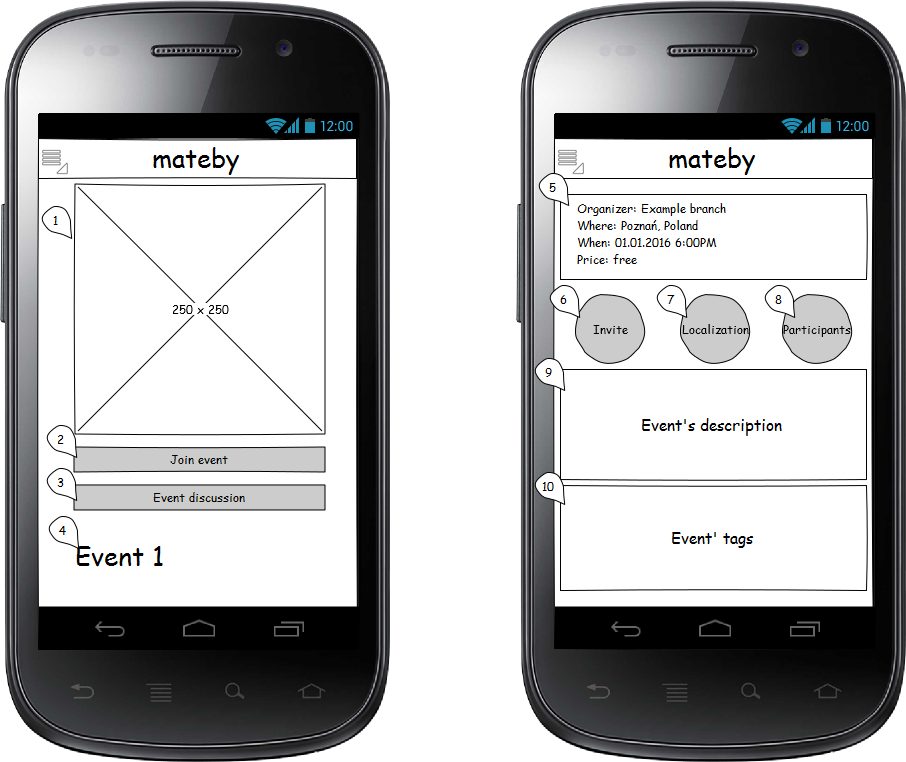 12:00
mateby
1
250 x 250
2
Join event
3
Event discussion
4
Event 1
12:00
mateby
5
Organizer: Example branch
Where: Poznań, Poland
When: 01.01.2016 6:00PM
Price: free
6
Invite
7
Localization
8
Participants
9
Event's description
10
Event' tags